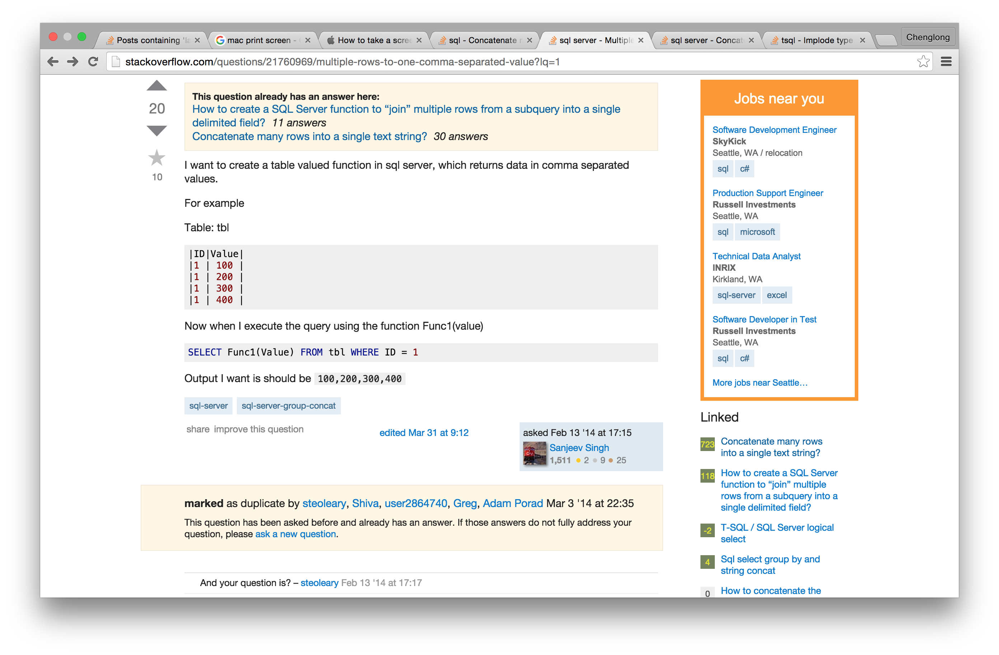 Posts containing 'la
mac print screen -
How to take a scree
sql - Concatenate
sql server - Multiple
sql server - Concat
tsql - Implode type
Chenglong
stackoverflow.com/questions/21760969/multiple-rows-to-one-comma-separated-value?lq=1
20
10
This question already has an answer here:
How to create a SQL Server function to “join” multiple rows from a subquery into a single
delimited field? 11 answers
Concatenate many rows into a single text string? 30 answers
I want to create a table valued function in sql server, which returns data in comma separated
values.
For example
Table: tbl
|ID|Value|
|1 | 100 |
|1 | 200 |
|1 | 300 |
|1 | 400 |
Now when I execute the query using the function Func1(value)
SELECT Func1(Value) FROM tbl WHERE ID = 1
Output I want is should be 100,200,300,400
sql-server sql-server-group-concat
share improve this question
edited Mar 31 at 9:12
asked Feb 13 '14 at 17:15
Sanjeev Singh
1,511 2 9 25
marked as duplicate by steoleary, Shiva, user2864740, Greg, Adam Porad Mar 3 '14 at 22:35
This question has been asked before and already has an answer. If those answers do not fully address your
question, please ask a new question.
And your question is? – steoleary Feb 13 '14 at 17:17
Jobs near you
Software Development Engineer
SkyKick
Seattle, WA / relocation
sql c#
Production Support Engineer
Russell Investments
Seattle, WA
sql microsoft
Technical Data Analyst
INRIX
Kirkland, WA
sql-server excel
Software Developer in Test
Russell Investments
Seattle, WA
sql c#
More jobs near Seattle…
Linked
723 Concatenate many rows
into a single text string?
118 How to create a SQL Server
function to “join” multiple
rows from a subquery into a
single delimited field?
-2 T-SQL / SQL Server logical
select
4 Sql select group by and
string concat
0 How to concatenate the